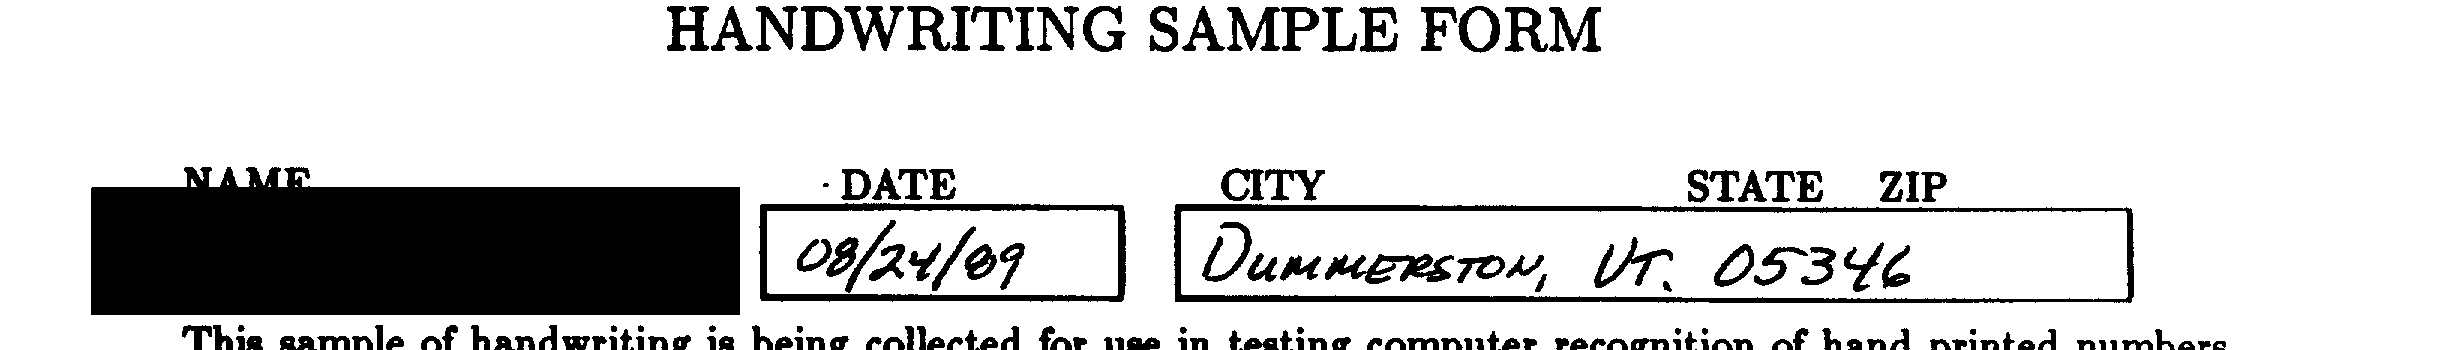 HANDWRITING SAMPLE FORM
NAME · DATE CITY STATE ZIP
08/24/89 DUMMERSTON, VT. 05346
This sample of handwriting is being collected for use in testing computer recognition of hand printed numbers